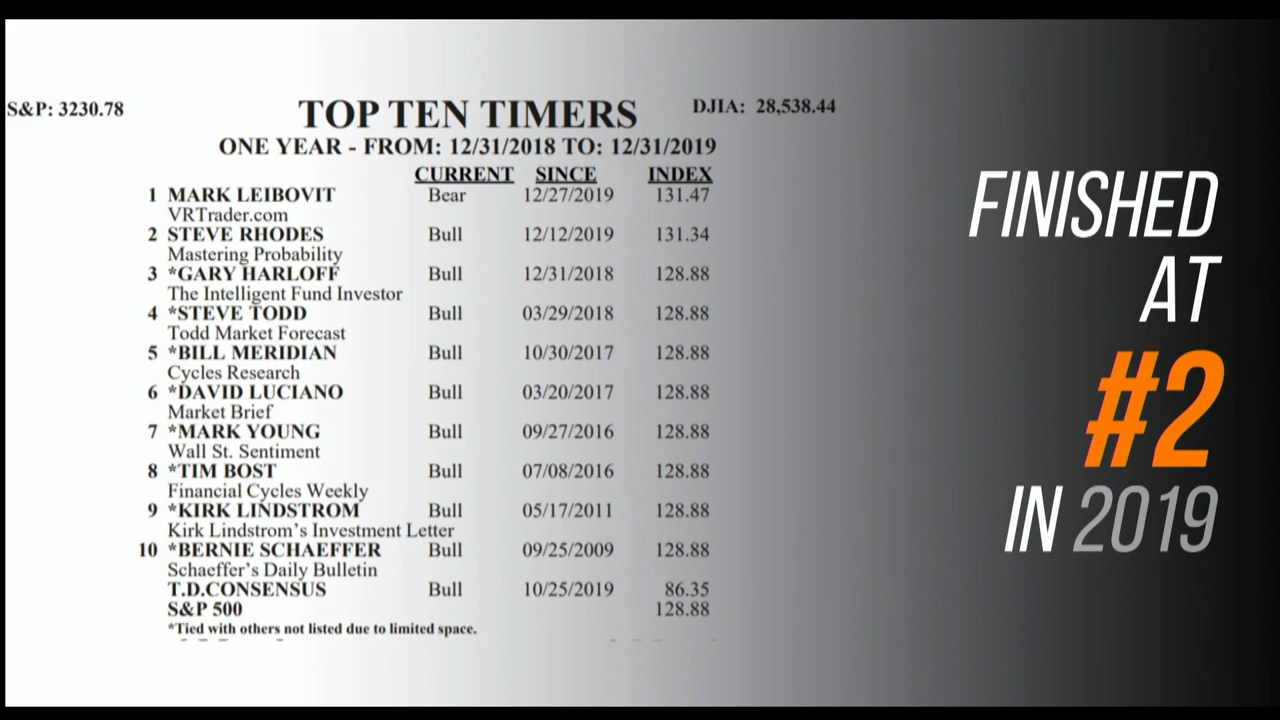 S&P: 3230.78
TOP TEN TIMERS
DJIA: 28,538.44
ONE YEAR - FROM: 12/31/2018 TO: 12/31/2019
CURRENT SINCE INDEX
1 MARK LEIBOVIT Bear 12/27/2019 131.47
VRTrader.com
2 STEVE RHODES Bull 12/12/2019 131.34
Mastering Probability
3 *GARY HARLOFF Bull 12/31/2018 128.88
The Intelligent Fund Investor
4 *STEVE TODD Bull 03/29/2018 128.88
Todd Market Forecast
5 *BILL MERIDIAN Bull 10/30/2017 128.88
Cycles Research
6 *DAVID LUCIANO Bull 03/20/2017 128.88
Market Brief
7 *MARK YOUNG Bull 09/27/2016 128.88
Wall St. Sentiment
8 *TIM BOST Bull 07/08/2016 128.88
Financial Cycles Weekly
9 *KIRK LINDSTROM Bull 05/17/2011 128.88
Kirk Lindstrom's Investment Letter
10 *BERNIE SCHAEFFER Bull 09/25/2009 128.88
Schaeffer's Daily Bulletin
T.D.CONSENSUS Bull 10/25/2019 86.35
S&P 500 128.88
*Tied with others not listed due to limited space.
FINISHED
AT
#2
IN 2019